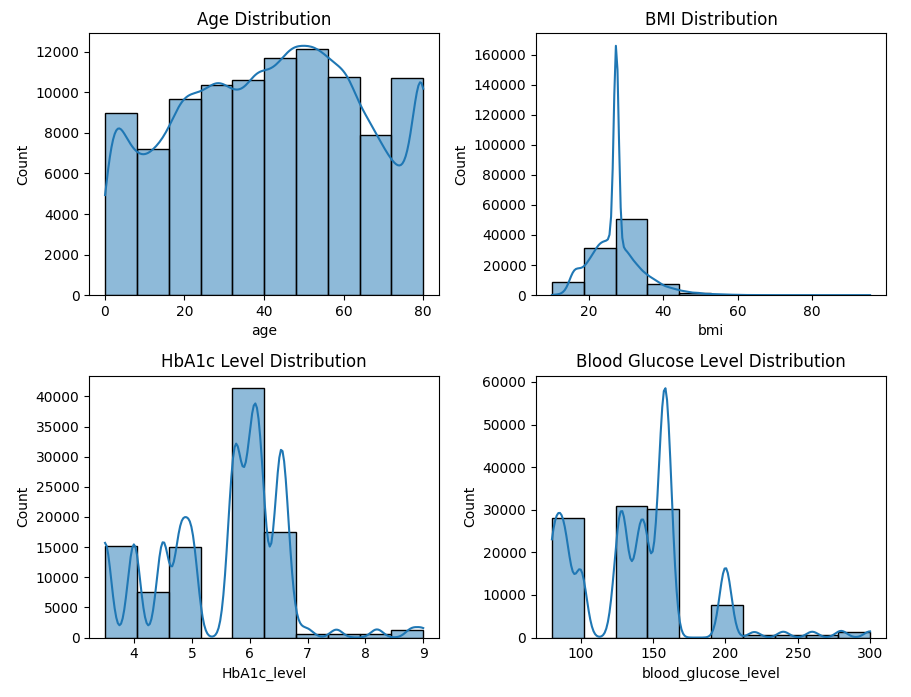 Age Distribution
Count
12000
10000
8000
6000
4000
2000
0
0 20 40 60 80
age
BMI Distribution
Count
160000
140000
120000
100000
80000
60000
40000
20000
0
20 40 60 80
bmi
HbA1c Level Distribution
Count
40000
35000
30000
25000
20000
15000
10000
5000
0
4 5 6 7 8 9
HbA1c_level
Blood Glucose Level Distribution
Count
60000
50000
40000
30000
20000
10000
0
100 150 200 250 300
blood_glucose_level